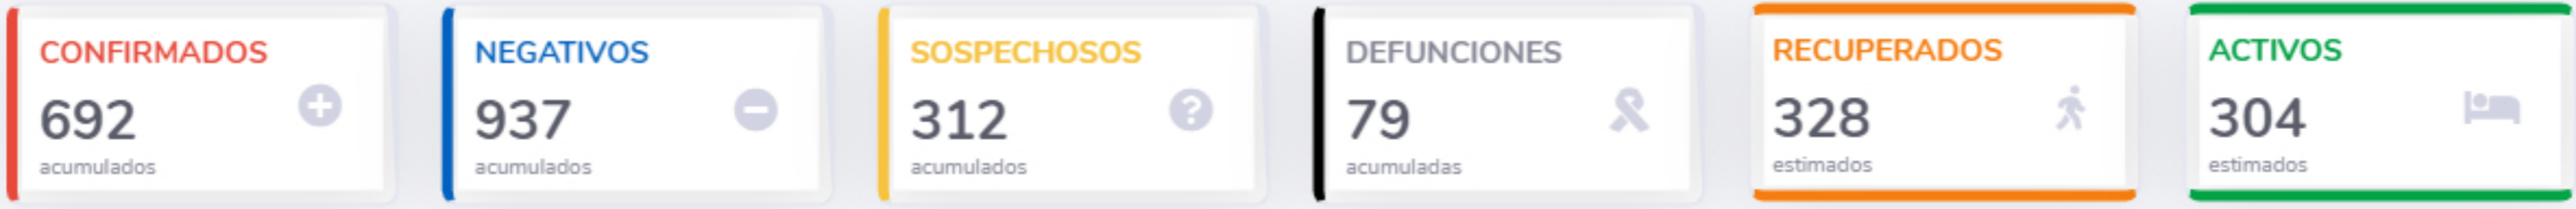 CONFIRMADOS
692
acumulados
NEGATIVOS
937
acumulados
SOSPECHOSOS
312
acumulados
DEFUNCIONES
79
acumuladas
RECUPERADOS
328
estimados
ACTIVOS
304
estimados